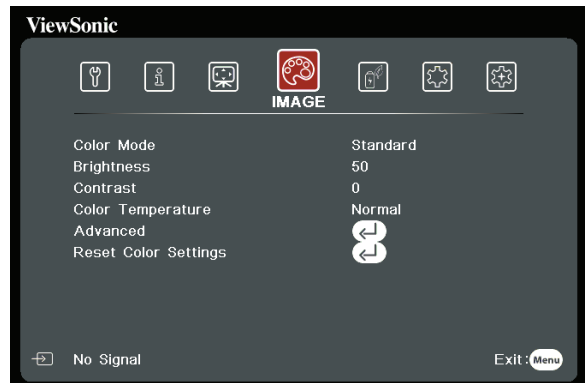 ViewSonic
IMAGE
Color Mode Standard
Brightness 50
Contrast 0
Color Temperature Normal
Advanced
Reset Color Settings
No Signal Exit: Menu